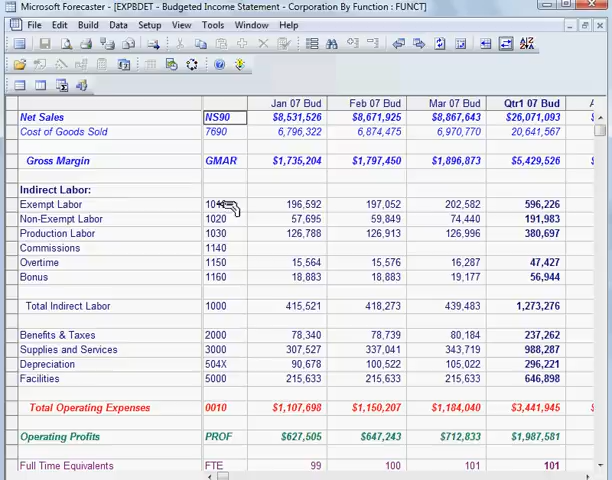 Microsoft Forecaster - [EXPBDET - Budgeted Income Statement - Corporation By Function : FUNCT]
File Edit Build Data Setup View Tools Window Help
Jan 07 Bud Feb 07 Bud Mar 07 Bud Qtr1 07 Bud A
Net Sales NS90 $8,531,526 $8,671,925 $8,867,643 $26,071,093 $
Cost of Goods Sold 7690 6,796,322 6,874,475 6,970,770 20,641,567
Gross Margin GMAR $1,735,204 $1,797,450 $1,896,873 $5,429,526 $
Indirect Labor:
Exempt Labor 196,592 197,052 202,582 596,226
Non-Exempt Labor 1020 57,695 59,849 74,440 191,983
Production Labor 1030 126,788 126,913 126,996 380,697
Commissions 1140
Overtime 1150 15,564 15,576 16,287 47,427
Bonus 1160 18,883 18,883 19,177 56,944
Total Indirect Labor 1000 415,521 418,273 439,483 1,273,276
Benefits & Taxes 2000 78,340 78,739 80,184 237,262
Supplies and Services 3000 307,527 337,041 343,719 988,287
Depreciation 504X 90,678 100,522 105,022 296,221
Facilities 5000 215,633 215,633 215,633 646,898
Total Operating Expenses 0010 $1,107,698 $1,150,207 $1,184,040 $3,441,945 $
Operating Profits PROF $627,505 $647,243 $712,833 $1,987,581
Full Time Equivalents FTE 99 100 101 101